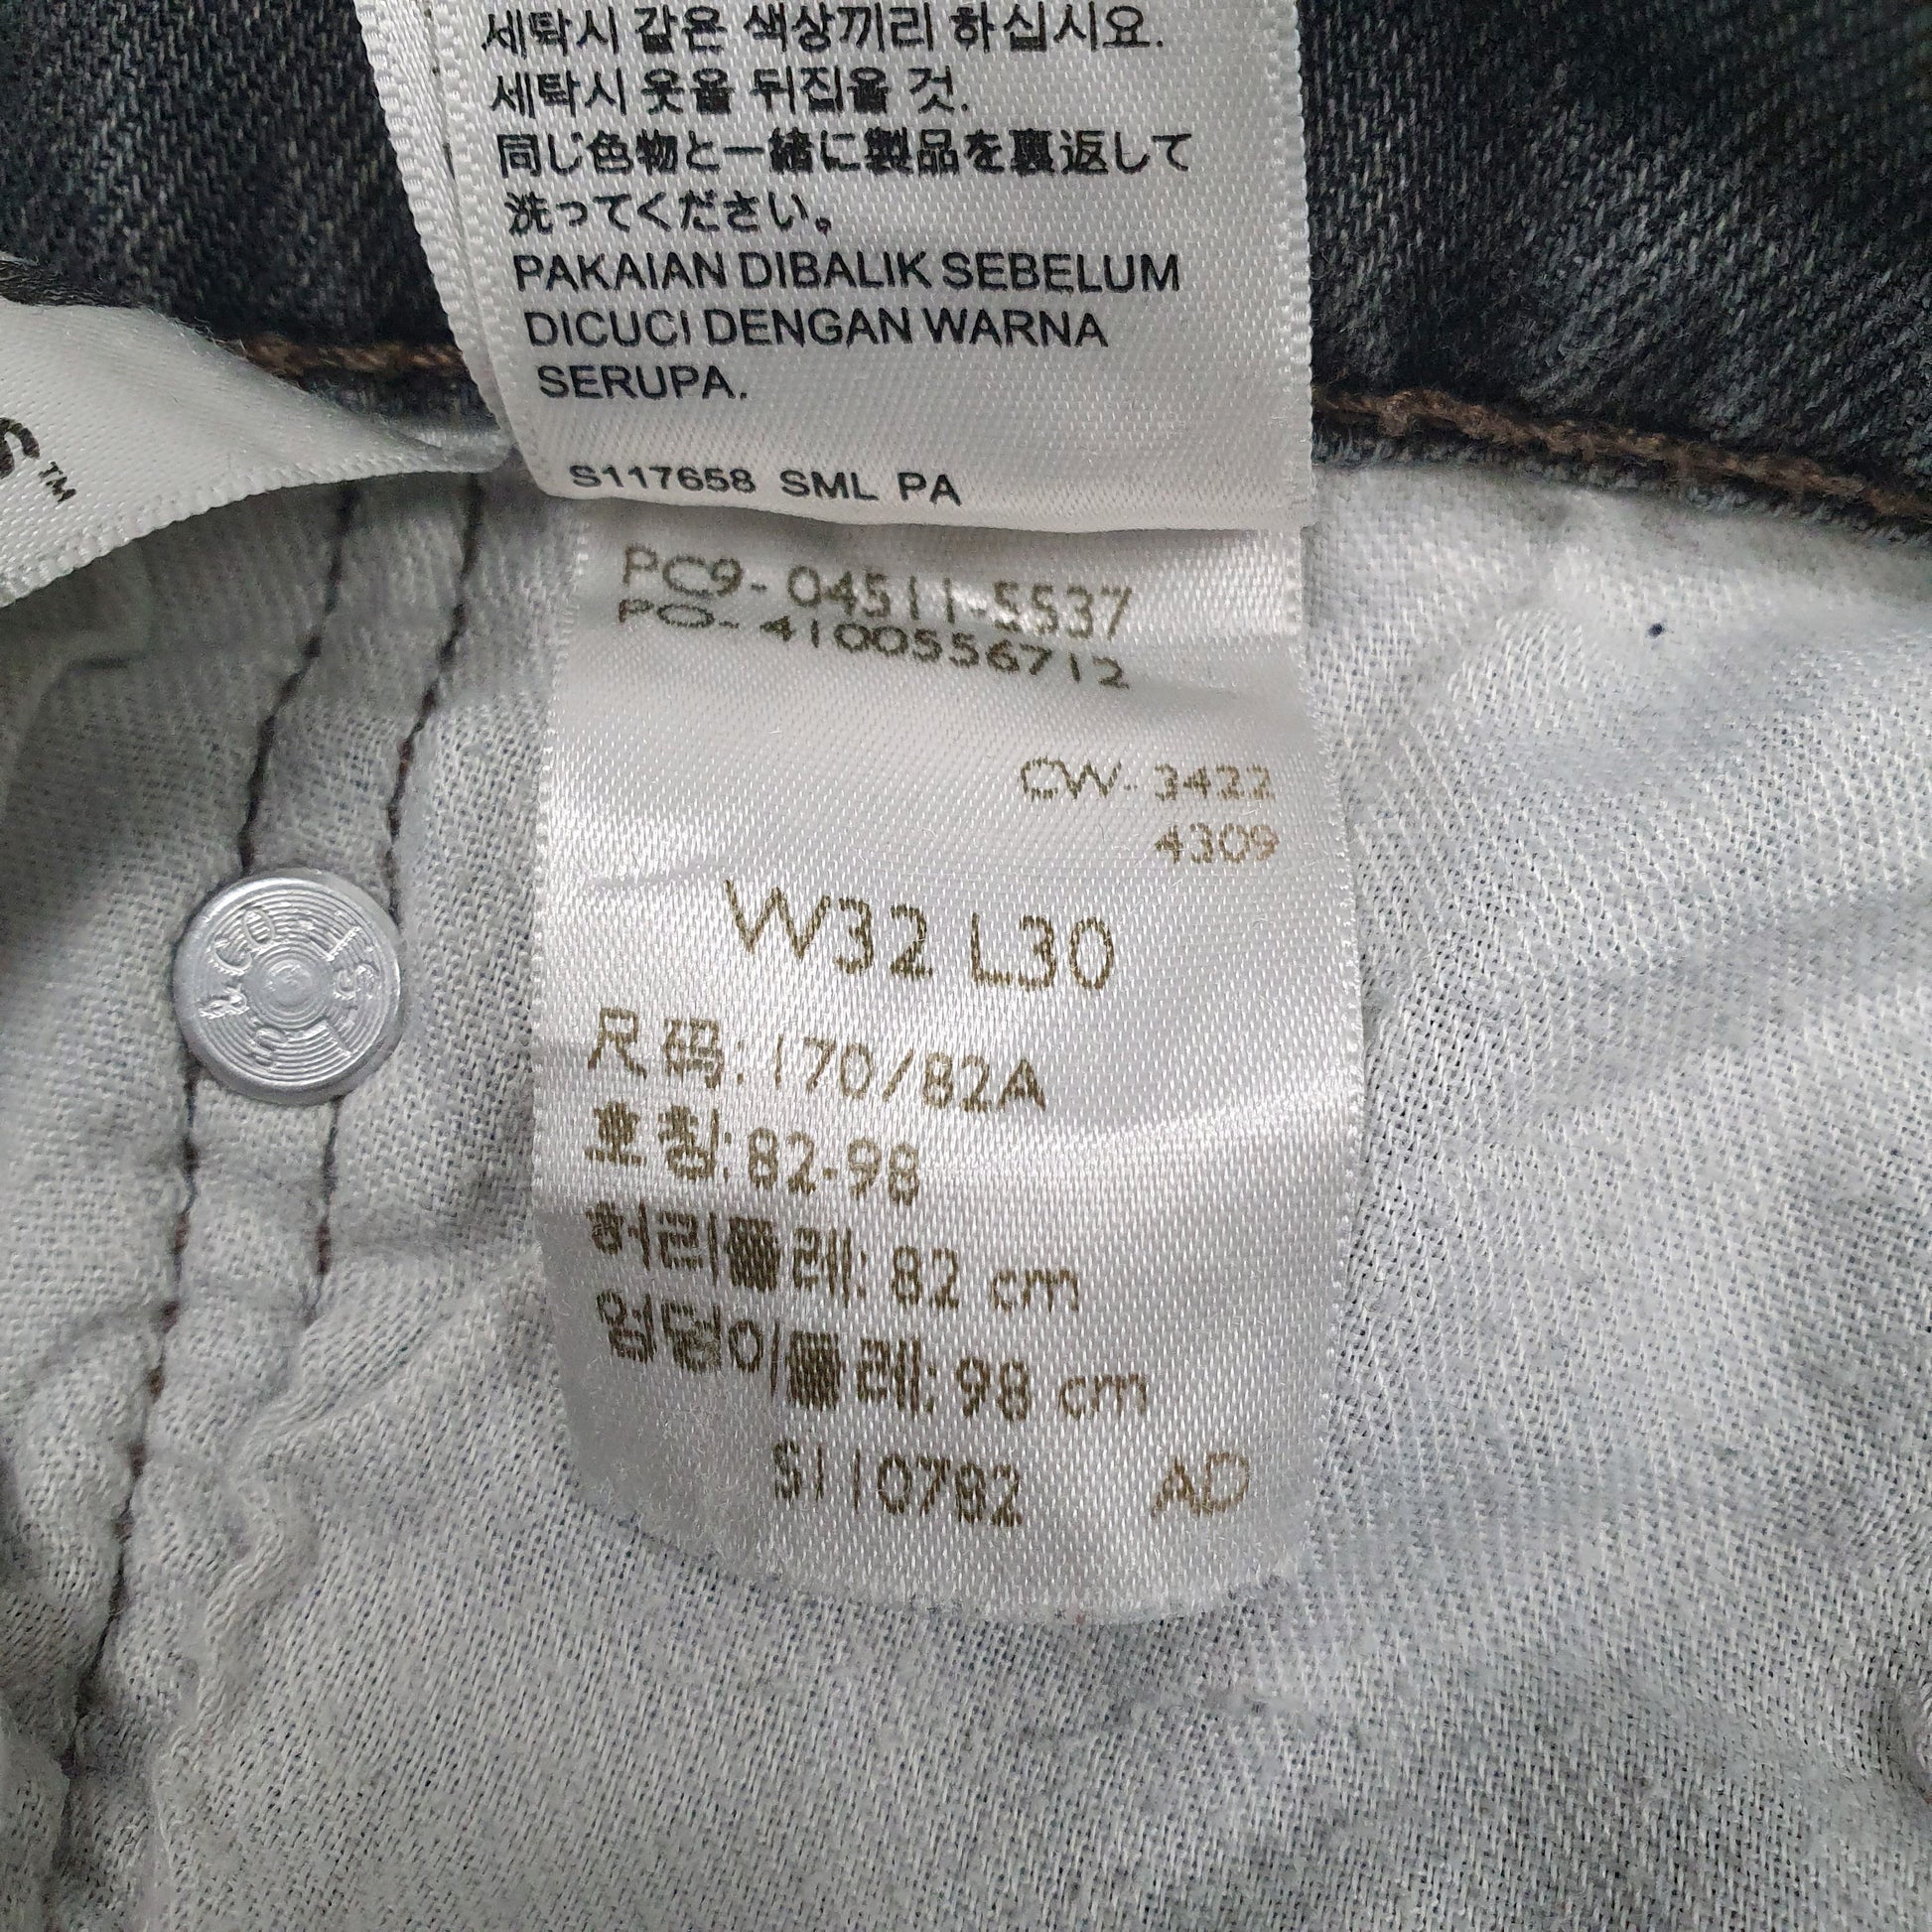 세탁시 같은 색상끼리 하십시요.
세탁시 옷을 뒤집을 것.
同じ色物と一緒に製品を裏返して
洗ってください。
PAKAIAN DIBALIK SEBELUM
DICUCI DENGAN WARNA
SERUPA.
S117658 SML PA
PC9-04511-5537
PO-4100556712
CW-3422
4309
W32 L30
尺码:170/82A
호칭:82-98
허리둘레:82 cm
엉덩이둘레:98 cm
S110782 AD
TM